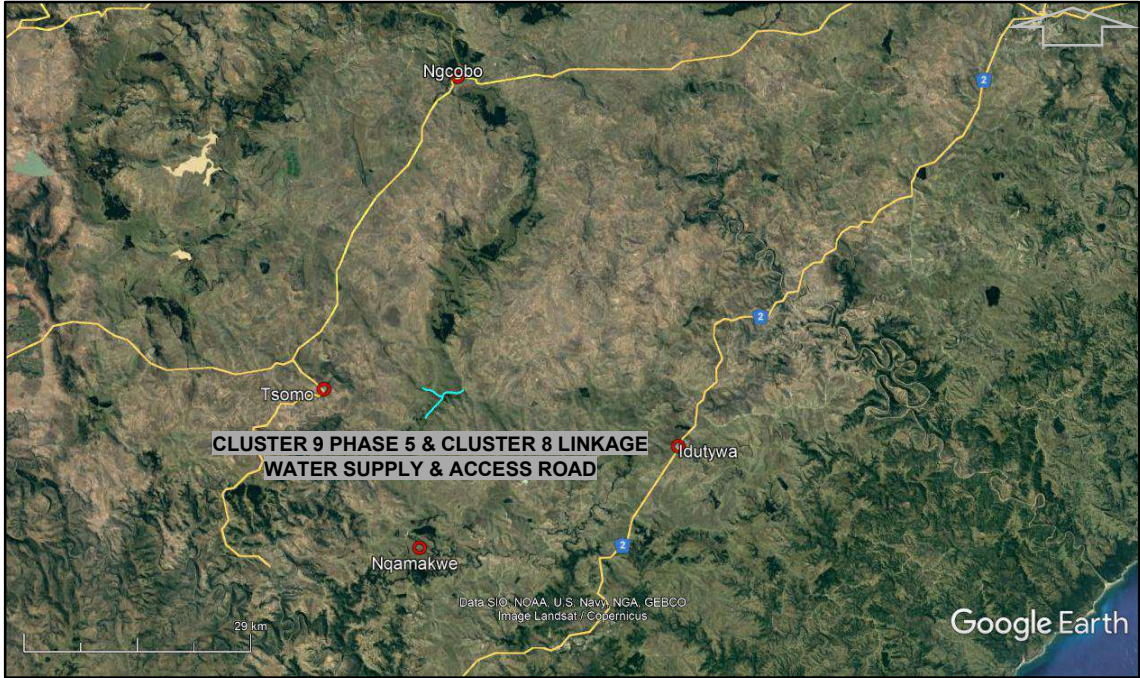 Ngcobo
2
2
Tsomo
CLUSTER 9 PHASE 5 & CLUSTER 8 LINKAGE
WATER SUPPLY & ACCESS ROAD
Idutywa
2
Nqamakwe
Data SIO, NOAA, U.S. Navy, NGA, GEBCO
Image Landsat / Copernicus
29 km
Google Earth